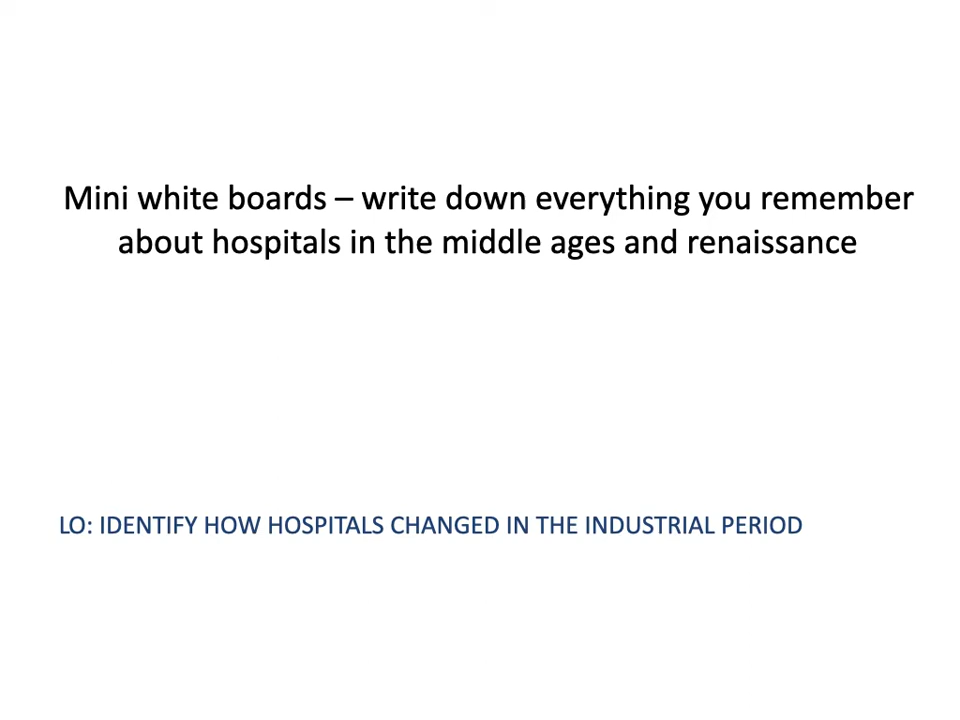 Mini white boards – write down everything you remember
about hospitals in the middle ages and renaissance
LO: IDENTIFY HOW HOSPITALS CHANGED IN THE INDUSTRIAL PERIOD